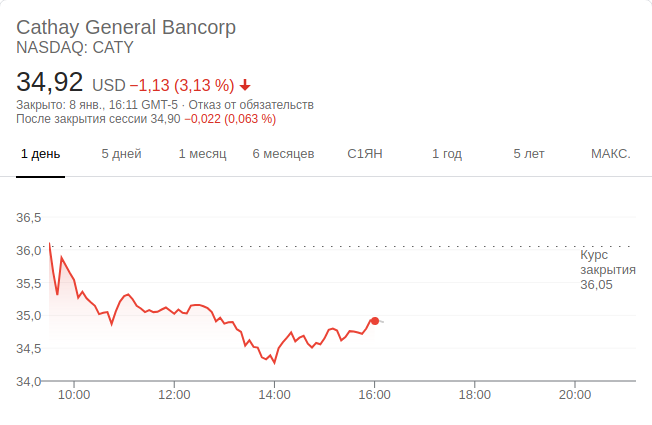 Cathay General Bancorp
NASDAQ: CATY
34,92 USD −1,13 (3,13 %)
Закрыто: 8 янв., 16:11 GMT-5 · Отказ от обязательств
После закрытия сессии 34,90 −0,022 (0,063 %)
1 день 5 дней 1 месяц 6 месяцев С1ЯН 1 год 5 лет МАКС.
36,5
36,0
Курс
закрытия
36,05
35,5
35,0
34,5
34,0
10:00 12:00 14:00 16:00 18:00 20:00